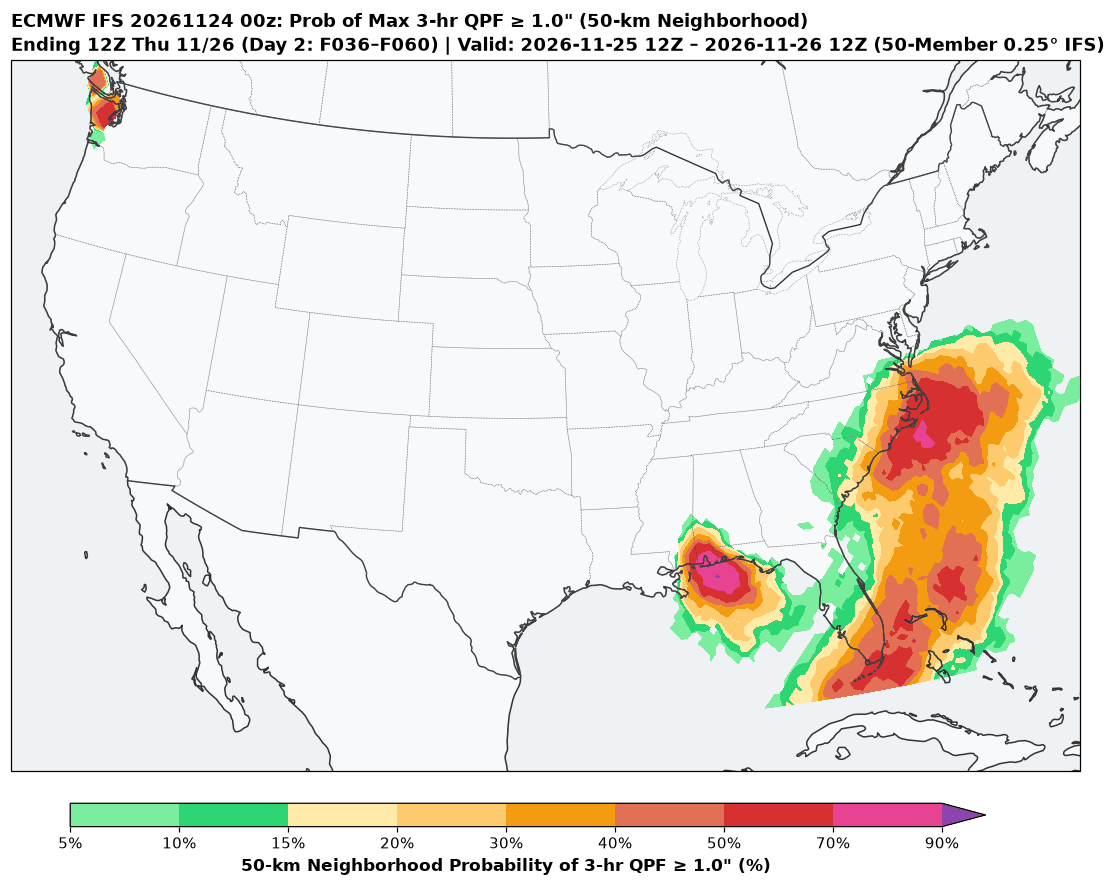 ECMWF IFS 20261124 00z: Prob of Max 3-hr QPF ≥ 1.0" (50-km Neighborhood)
Ending 12Z Thu 11/26 (Day 2: F036–F060) | Valid: 2026-11-25 12Z – 2026-11-26 12Z (50-Member 0.25° IFS)
5% 10% 15% 20% 30% 40% 50% 70% 90%
50-km Neighborhood Probability of 3-hr QPF ≥ 1.0" (%)